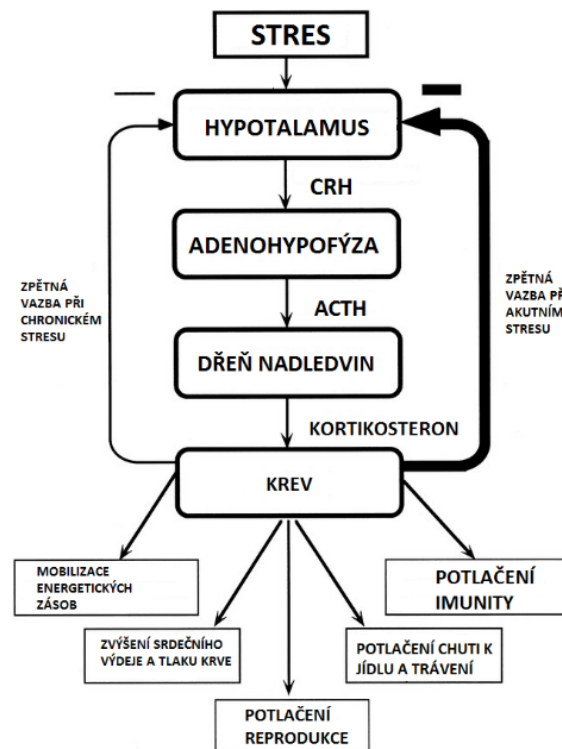 STRES
HYPOTALAMUS
CRH
ADENOHYPOFÝZA
ZPĚTNÁ
VAZBA PŘI
CHRONICKÉM
STRESU
ZPĚTNÁ
VAZBA PŘ
AKUTNÍM
STRESU
ACTH
DŘEŇ NADLEDVIN
KORTIKOSTERON
KREV
MOBILIZACE
ENERGETICKÝCH
ZÁSOB
POTLAČENÍ
IMUNITY
ZVÝŠENÍ SRDEČNÍHO
VÝDEJE A TLAKU KRVE
POTLAČENÍ CHUTI K
JÍDLU A TRÁVENÍ
POTLAČENÍ
REPRODUKCE